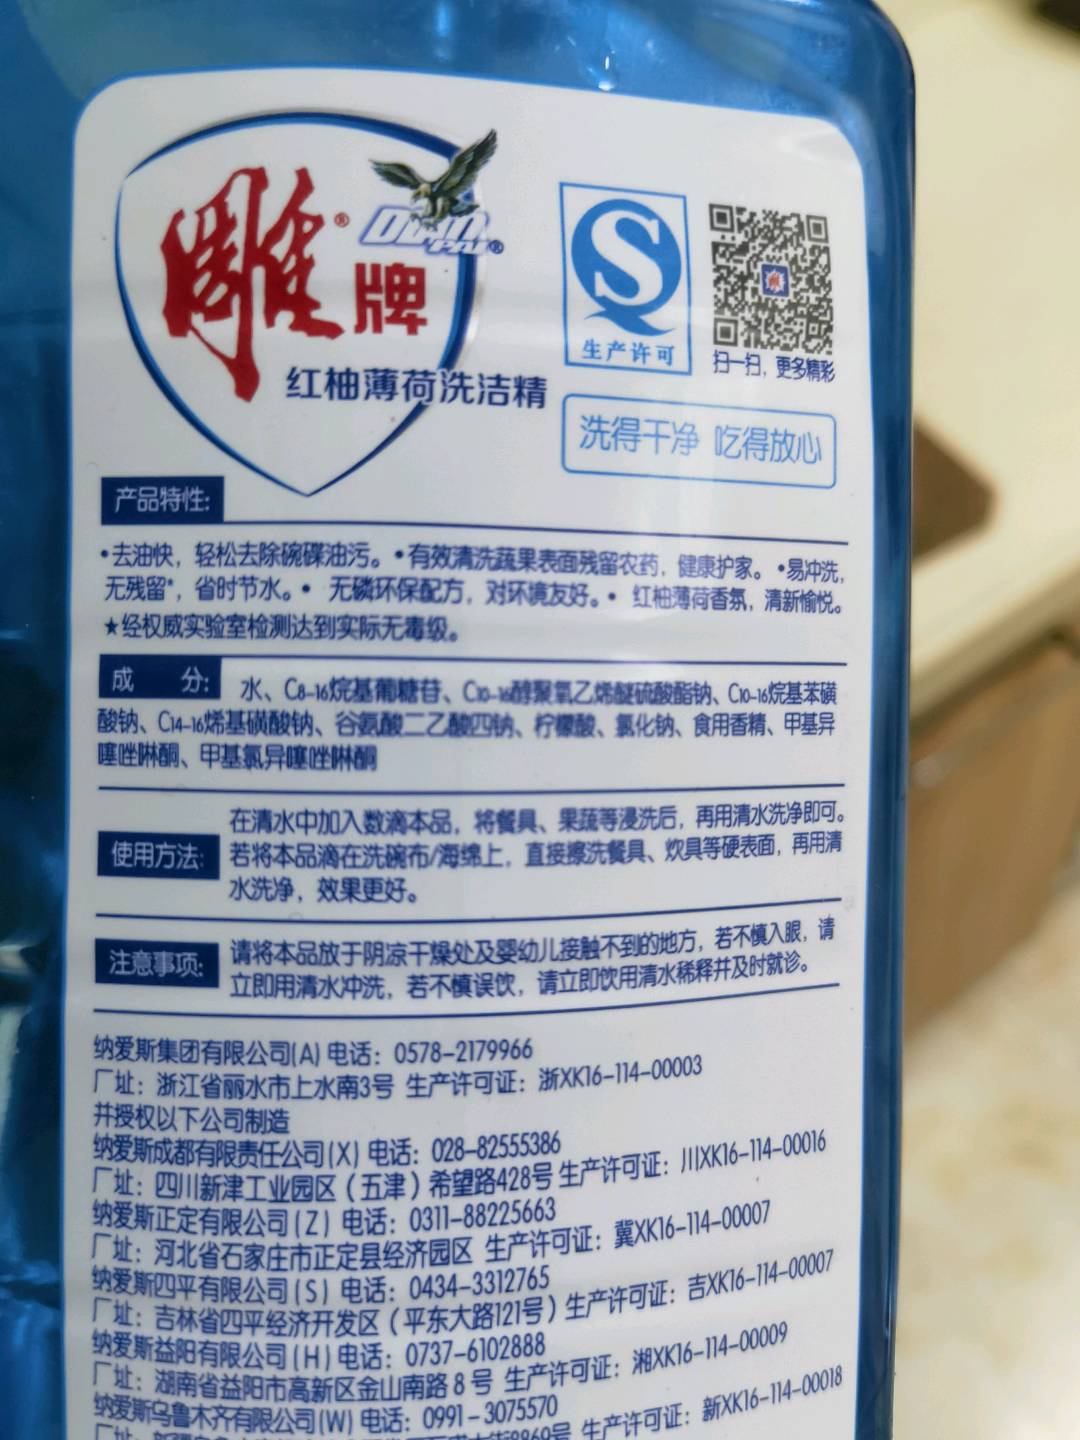 雕®牌
红柚薄荷洗洁精
生产许可
扫一扫，更多精彩
洗得干净 吃得放心
产品特性:
•去油快，轻松去除碗碟油污。•有效清洗蔬果表面残留农药，健康护家。•易冲洗，
无残留*，省时节水。• 无磷环保配方，对环境友好。• 红柚薄荷香氛，清新愉悦。
★经权威实验室检测达到实际无毒级。
成 分: 水、C8-16烷基葡糖苷、C10-16醇聚氧乙烯醚硫酸酯钠、C10-16烷基苯磺
酸钠、C14-16烯基磺酸钠、谷氨酸二乙酸四钠、柠檬酸、氯化钠、食用香精、甲基异
噻唑啉酮、甲基氯异噻唑啉酮
使用方法: 在清水中加入数滴本品，将餐具、果蔬等浸洗后，再用清水洗净即可。
若将本品滴在洗碗布/海绵上，直接擦洗餐具、炊具等硬表面，再用清
水洗净，效果更好。
注意事项: 请将本品放于阴凉干燥处及婴幼儿接触不到的地方，若不慎入眼，请
立即用清水冲洗，若不慎误饮，请立即饮用清水稀释并及时就诊。
纳爱斯集团有限公司(A) 电话：0578-2179966
厂址：浙江省丽水市上水南3号 生产许可证：浙XK16-114-00003
并授权以下公司制造
纳爱斯成都有限责任公司(X) 电话：028-82555386
厂址：四川新津工业园区（五津）希望路428号 生产许可证：川XK16-114-00016
纳爱斯正定有限公司(Z) 电话：0311-88225663
厂址：河北省石家庄市正定县经济园区 生产许可证：冀XK16-114-00007
纳爱斯四平有限公司(S) 电话：0434-3312765
厂址：吉林省四平经济开发区（平东大路121号）生产许可证：吉XK16-114-00007
纳爱斯益阳有限公司(H) 电话：0737-6102888
厂址：湖南省益阳市高新区金山南路 8 号 生产许可证：湘XK16-114-00009
纳爱斯乌鲁木齐有限公司(W) 电话：0991-3075570
8869号 生产许可证：新XK16-114-00018